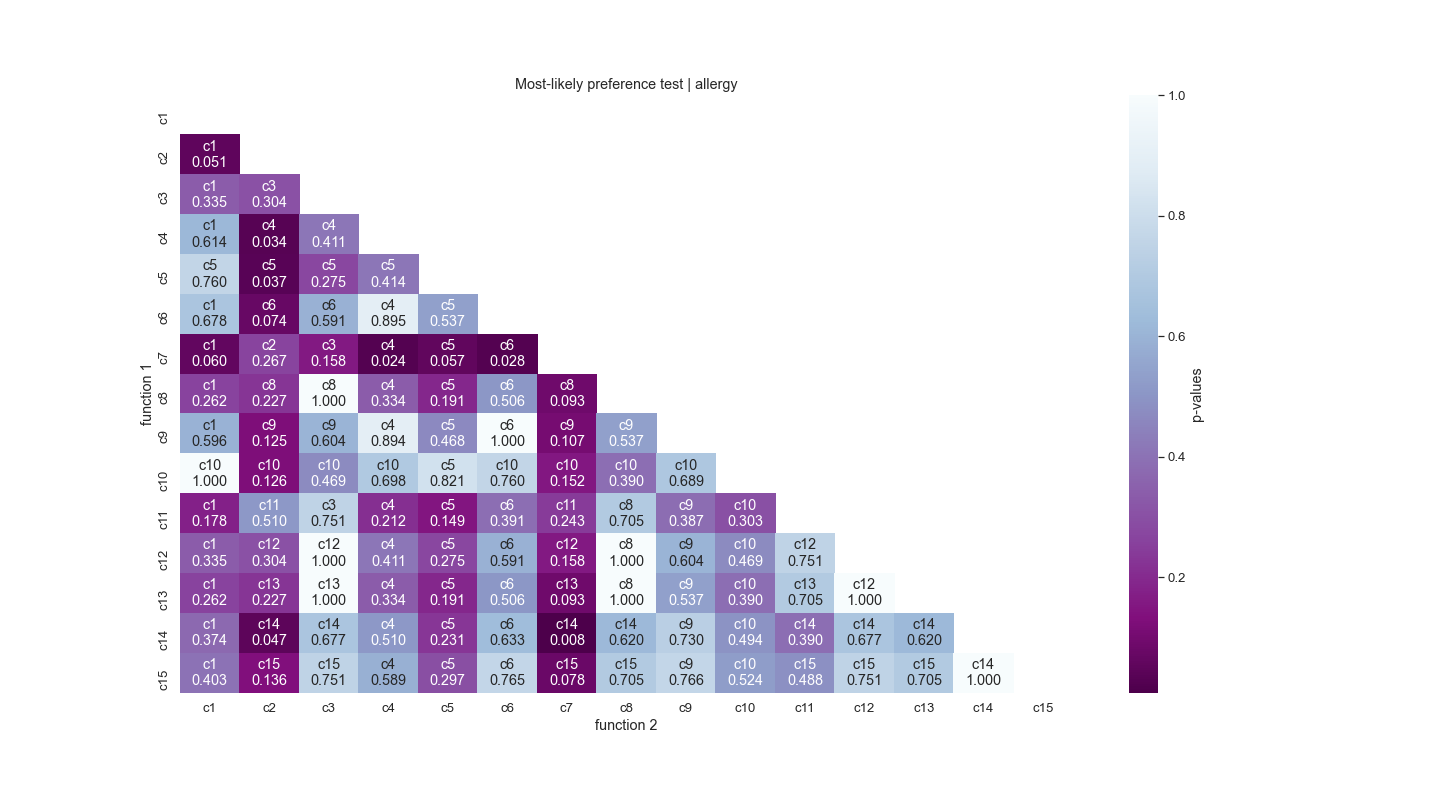 Most-likely preference test | allergy
c1
c2
c1
0.051
c3
c1 c3
0.335 0.304
c4
c1 c4 c4
0.614 0.034 0.411
c5
c5 c5 c5 c5
0.760 0.037 0.275 0.414
c6
c1 c6 c6 c4 c5
0.678 0.074 0.591 0.895 0.537
c7
c1 c2 c3 c4 c5 c6
0.060 0.267 0.158 0.024 0.057 0.028
c8
c1 c8 c8 c4 c5 c6 c8
0.262 0.227 1.000 0.334 0.191 0.506 0.093
c9
c1 c9 c9 c4 c5 c6 c9 c9
0.596 0.125 0.604 0.894 0.468 1.000 0.107 0.537
c10
c10 c10 c10 c10 c5 c10 c10 c10 c10
1.000 0.126 0.469 0.698 0.821 0.760 0.152 0.390 0.689
c11
c1 c11 c3 c4 c5 c6 c11 c8 c9 c10
0.178 0.510 0.751 0.212 0.149 0.391 0.243 0.705 0.387 0.303
c12
c1 c12 c12 c4 c5 c6 c12 c8 c9 c10 c12
0.335 0.304 1.000 0.411 0.275 0.591 0.158 1.000 0.604 0.469 0.751
c13
c1 c13 c13 c4 c5 c6 c13 c8 c9 c10 c13 c12
0.262 0.227 1.000 0.334 0.191 0.506 0.093 1.000 0.537 0.390 0.705 1.000
c14
c1 c14 c14 c4 c5 c6 c14 c14 c9 c10 c14 c14 c14
0.374 0.047 0.677 0.510 0.231 0.633 0.008 0.620 0.730 0.494 0.390 0.677 0.620
c15
c1 c15 c15 c4 c5 c6 c15 c15 c9 c10 c15 c15 c15 c14
0.403 0.136 0.751 0.589 0.297 0.765 0.078 0.705 0.766 0.524 0.488 0.751 0.705 1.000
c1 c2 c3 c4 c5 c6 c7 c8 c9 c10 c11 c12 c13 c14 c15
function 2
function 1
1.0
0.8
0.6
0.4
0.2
p-values